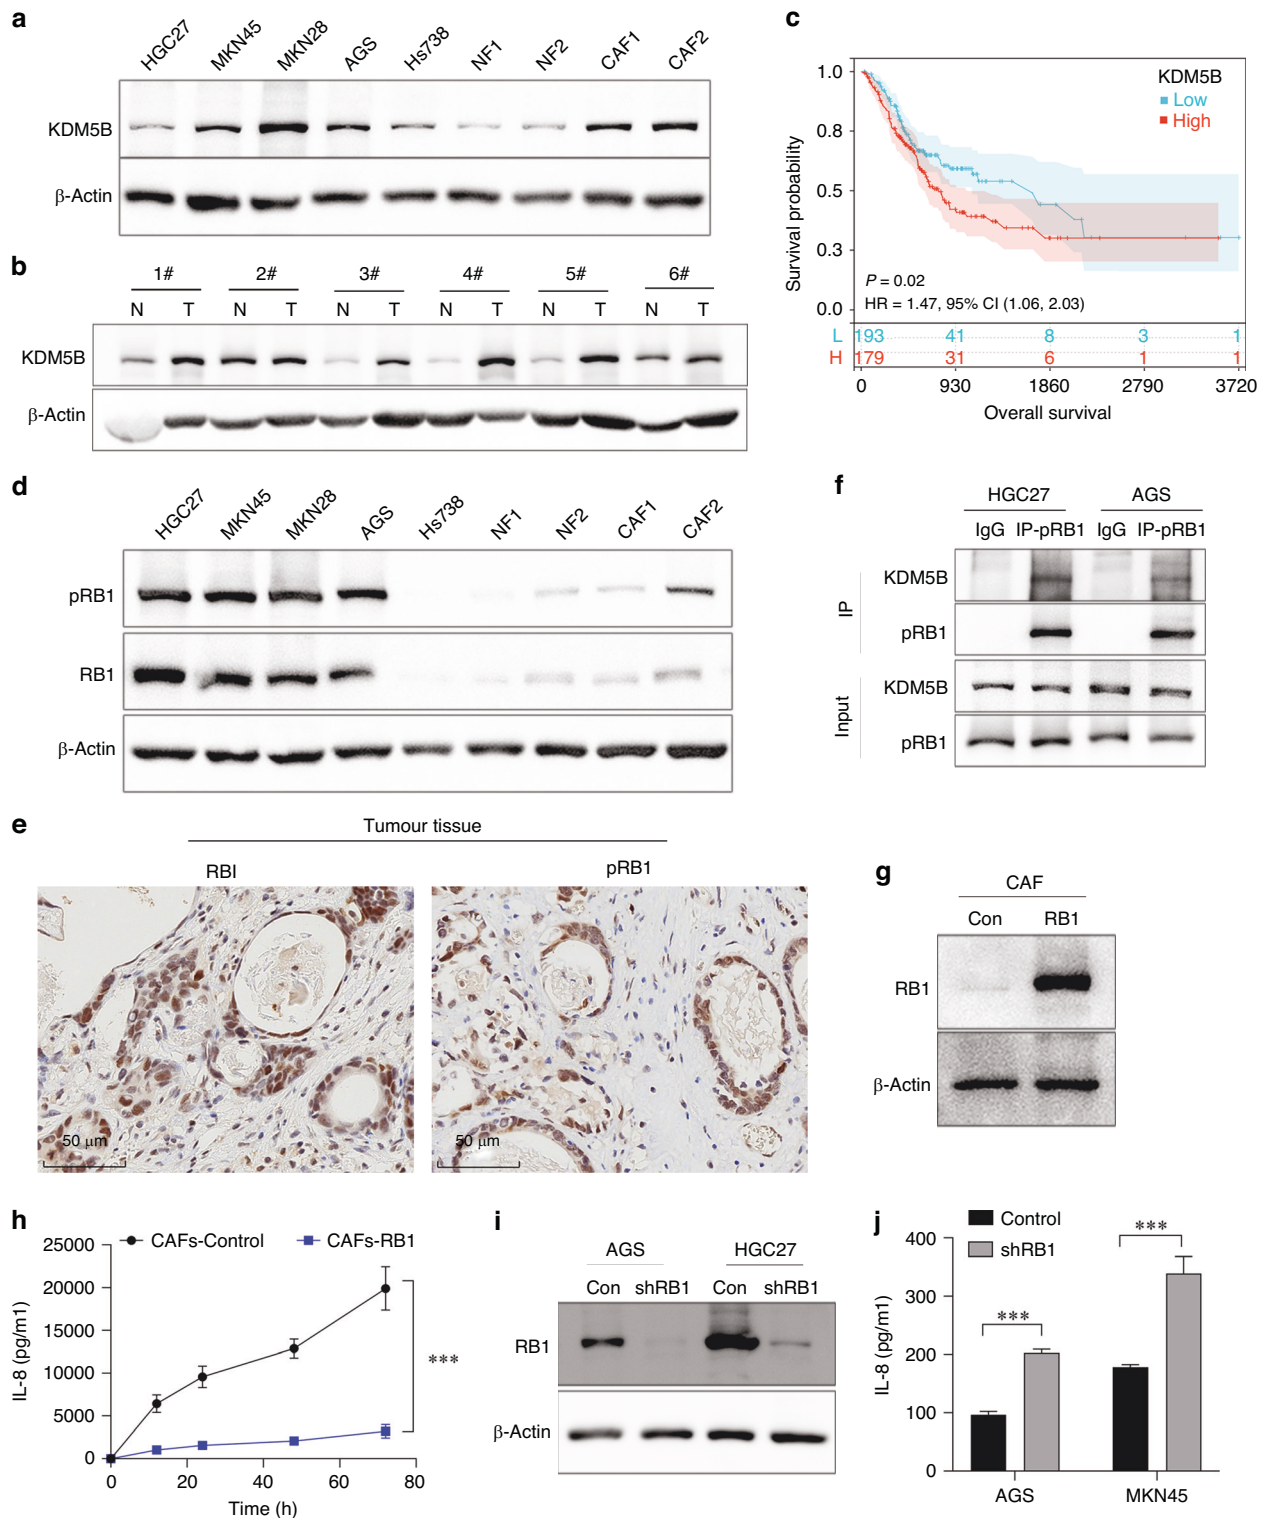 a
HGC27 MKN45 MKN28 AGS Hs738 NF1 NF2 CAF1 CAF2
KDM5B
β-Actin
b
1# 2# 3# 4# 5# 6#
N T N T N T N T N T N T
KDM5B
β-Actin
c
KDM5B
Low
High
Survival probability
1.0
0.8
0.5
0.3
0.0
P = 0.02
HR = 1.47, 95% CI (1.06, 2.03)
L 193 41 8 3 1
H 179 31 6 1 1
0 930 1860 2790 3720
Overall survival
d
HGC27 MKN45 MKN28 AGS Hs738 NF1 NF2 CAF1 CAF2
pRB1
RB1
β-Actin
f
HGC27 AGS
IgG IP-pRB1 IgG IP-pRB1
IP
KDM5B
pRB1
Input
KDM5B
pRB1
e
Tumour tissue
RBI pRB1
50 μm 50 μm
g
CAF
Con RB1
RB1
β-Actin
h
CAFs-Control CAFs-RB1
IL-8 (pg/m1)
25000
20000
15000
10000
5000
0
***
0 20 40 60 80
Time (h)
i
AGS HGC27
Con shRB1 Con shRB1
RB1
β-Actin
j
Control
shRB1
IL-8 (pg/m1)
400
300
200
100
0
*** ***
AGS MKN45